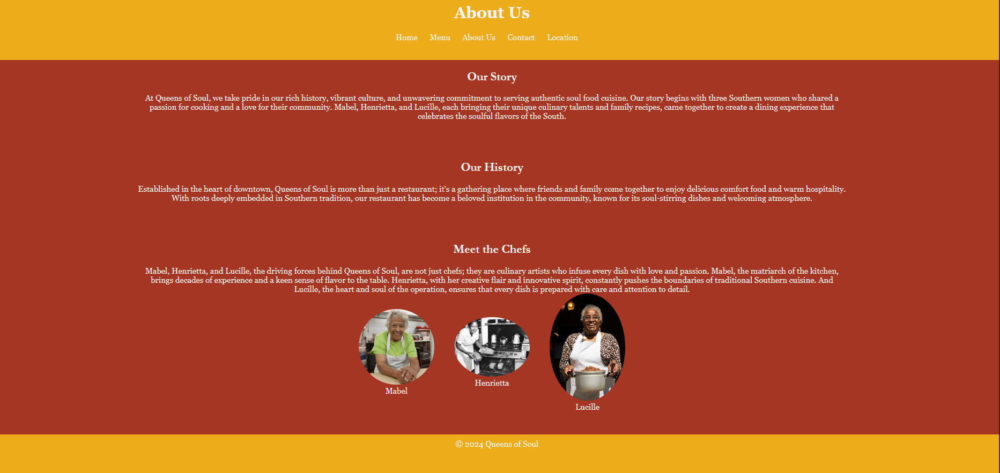 About Us
Home Menu About Us Contact Location
Our Story
At Queens of Soul, we take pride in our rich history, vibrant culture, and unwavering commitment to serving authentic soul food cuisine. Our story begins with three Southern women who shared a
passion for cooking and a love for their community. Mabel, Henrietta, and Lucille, each bringing their unique culinary talents and family recipes, came together to create a dining experience that
celebrates the soulful flavors of the South.
Our History
Established in the heart of downtown, Queens of Soul is more than just a restaurant; it's a gathering place where friends and family come together to enjoy delicious comfort food and warm hospitality.
With roots deeply embedded in Southern tradition, our restaurant has become a beloved institution in the community, known for its soul-stirring dishes and welcoming atmosphere.
Meet the Chefs
Mabel, Henrietta, and Lucille, the driving forces behind Queens of Soul, are not just chefs; they are culinary artists who infuse every dish with love and passion. Mabel, the matriarch of the kitchen,
brings decades of experience and a keen sense of flavor to the table. Henrietta, with her creative flair and innovative spirit, constantly pushes the boundaries of traditional Southern cuisine. And
Lucille, the heart and soul of the operation, ensures that every dish is prepared with care and attention to detail.
Mabel
Henrietta
Lucille
© 2024 Queens of Soul